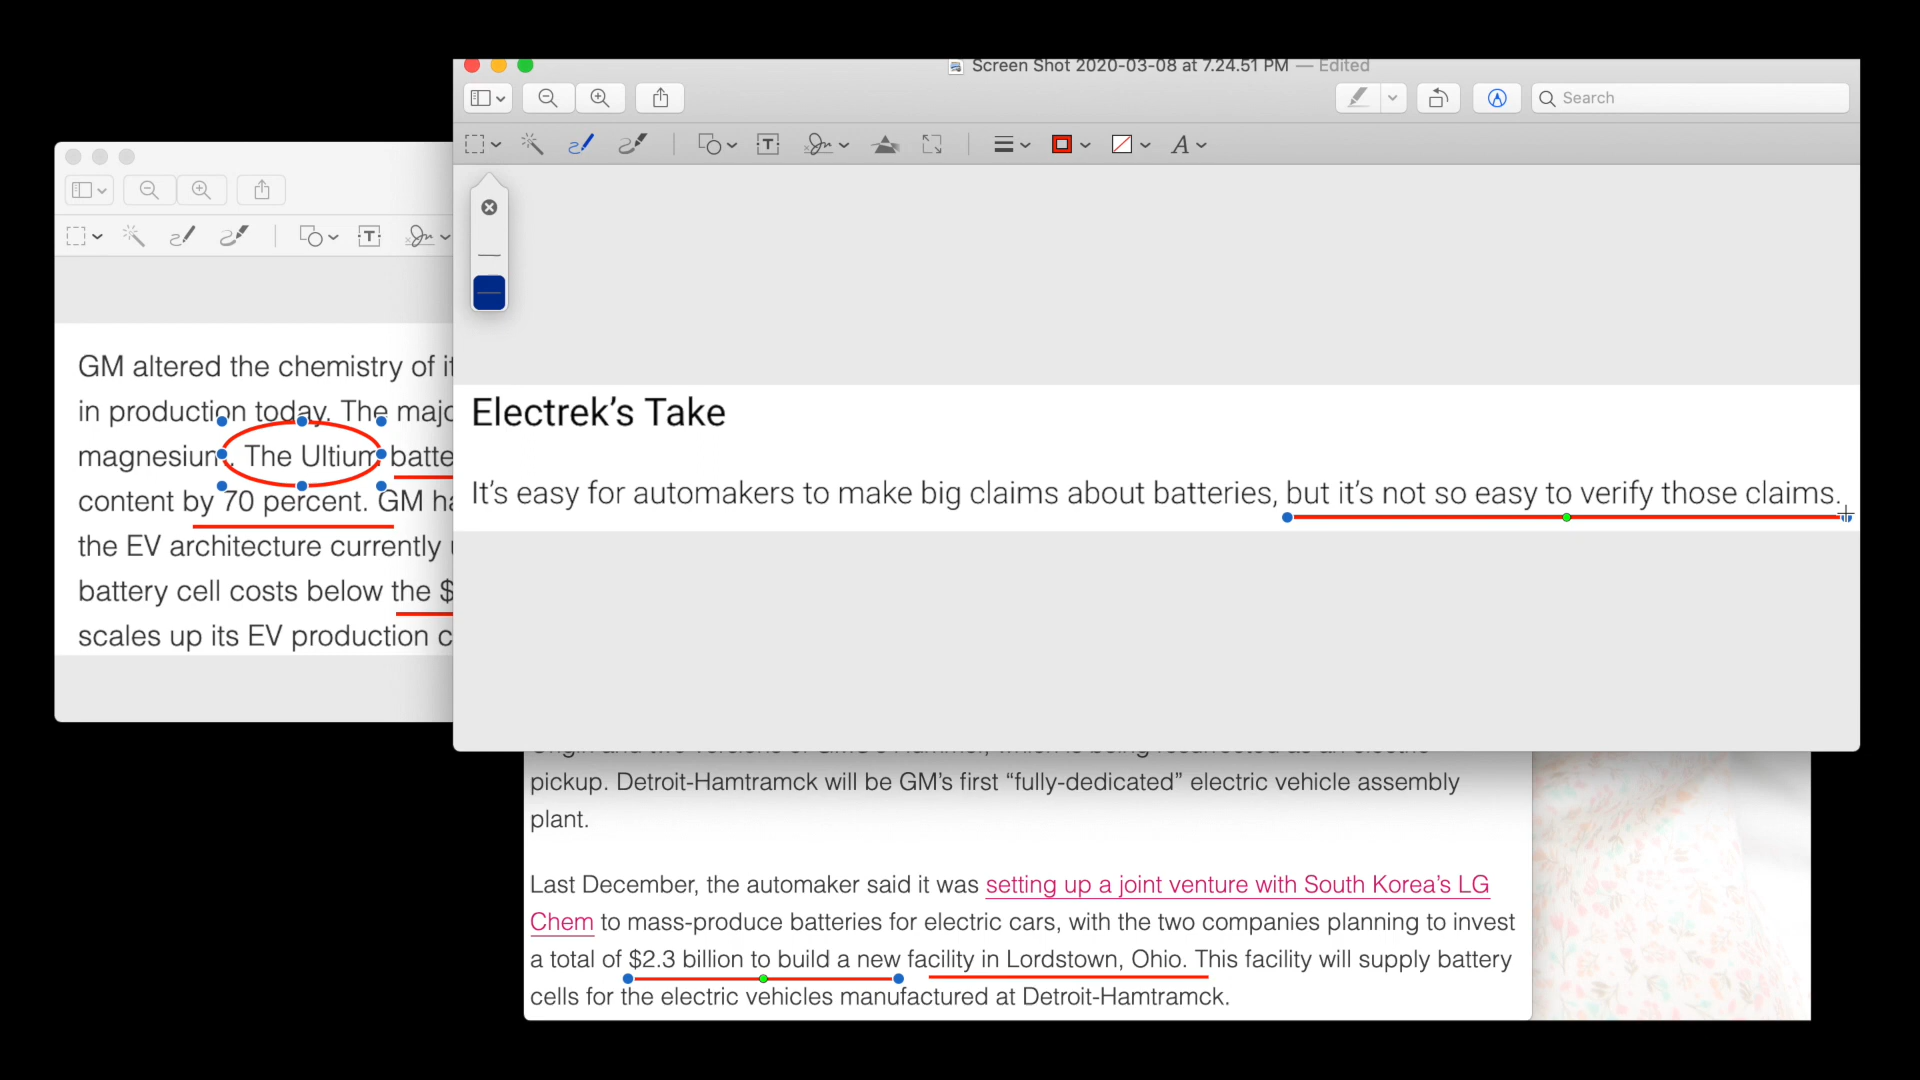 Screen Shot 2020-03-08 at 7.24.51 PM — Edited
Search
GM altered the chemistry of
in production today. The
magnesium. The Ultium
content by 70 percent. GM
the EV architecture currently
battery cell costs below the $
scales up its EV production
Electrek’s Take
It’s easy for automakers to make big claims about batteries, but it’s not so easy to verify those claims.
pickup. Detroit-Hamtramck will be GM’s first “fully-dedicated” electric vehicle assembly
plant.
Last December, the automaker said it was setting up a joint venture with South Korea’s LG
Chem to mass-produce batteries for electric cars, with the two companies planning to invest
a total of $2.3 billion to build a new facility in Lordstown, Ohio. This facility will supply battery
cells for the electric vehicles manufactured at Detroit-Hamtramck.